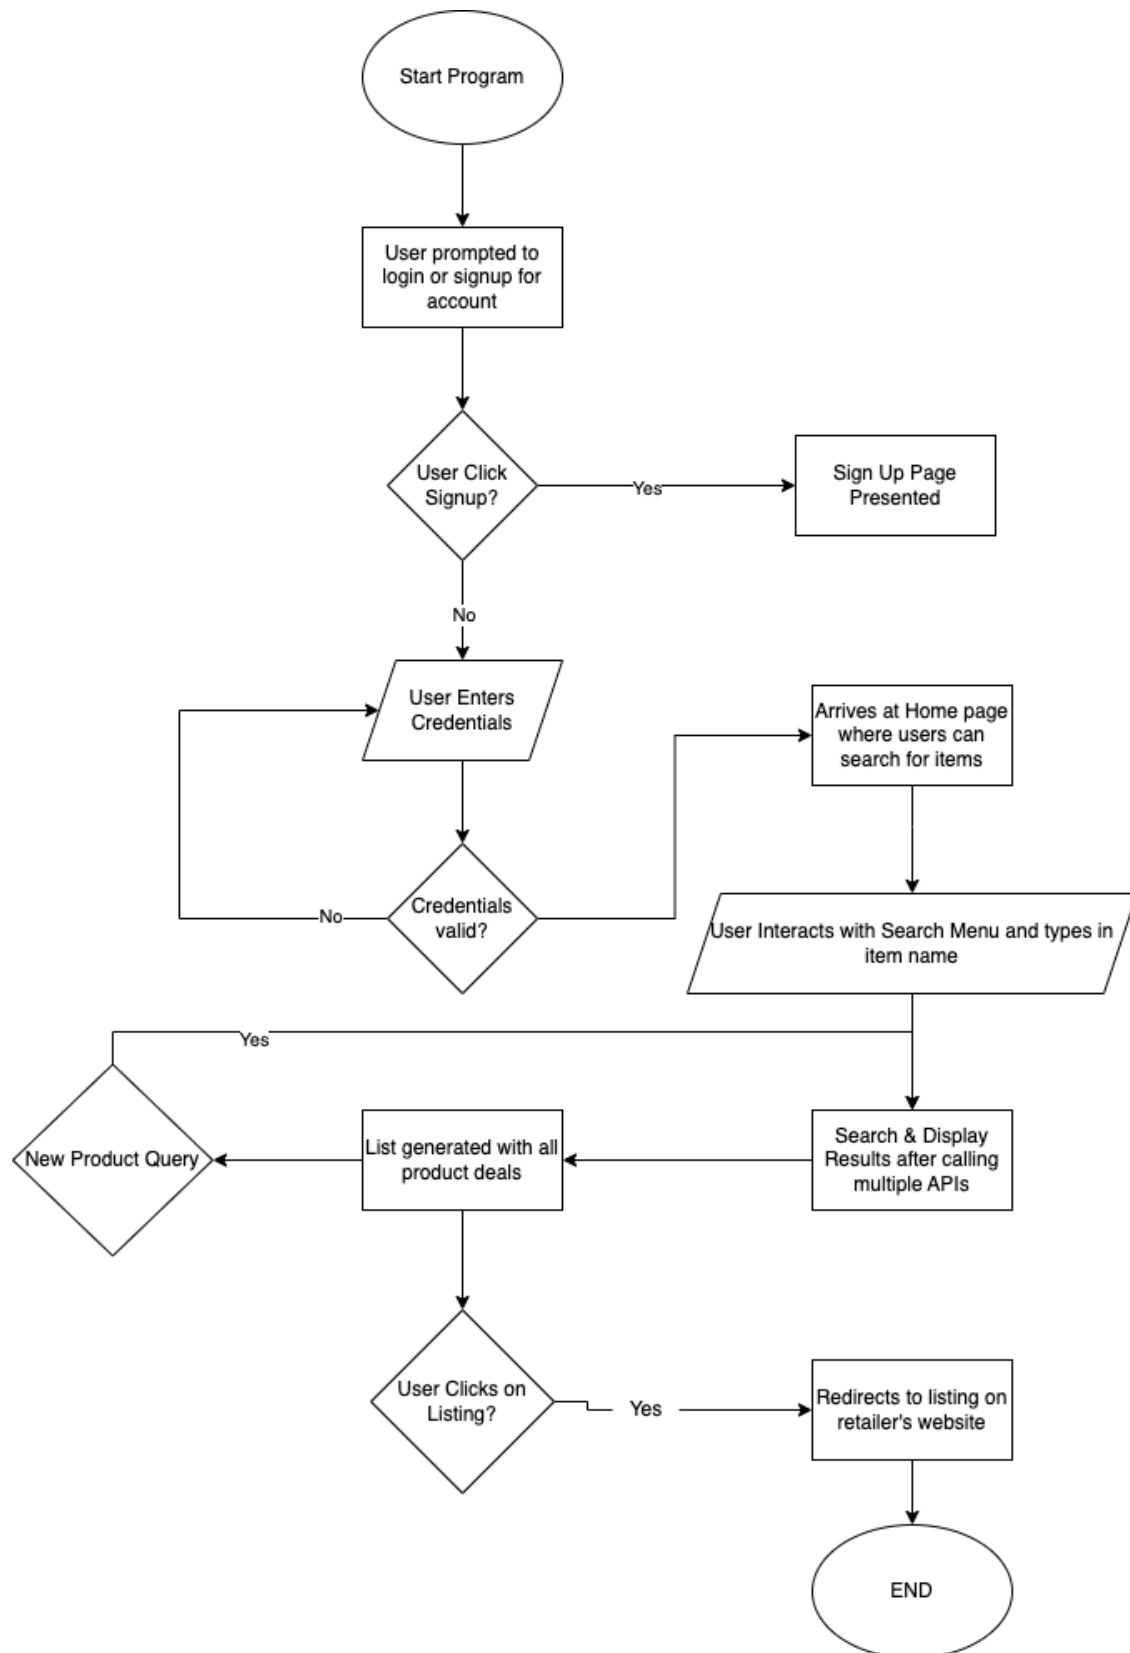 Start Program
User prompted to
login or signup for
account
User Click
Signup?
Yes
Sign Up Page
Presented
No
User Enters
Credentials
Arrives at Home page
where users can
search for items
No
Credentials
valid?
User Interacts with Search Menu and types in
item name
Yes
New Product Query
List generated with all
product deals
Search & Display
Results after calling
multiple APIs
User Clicks on
Listing?
Yes
Redirects to listing on
retailer's website
END